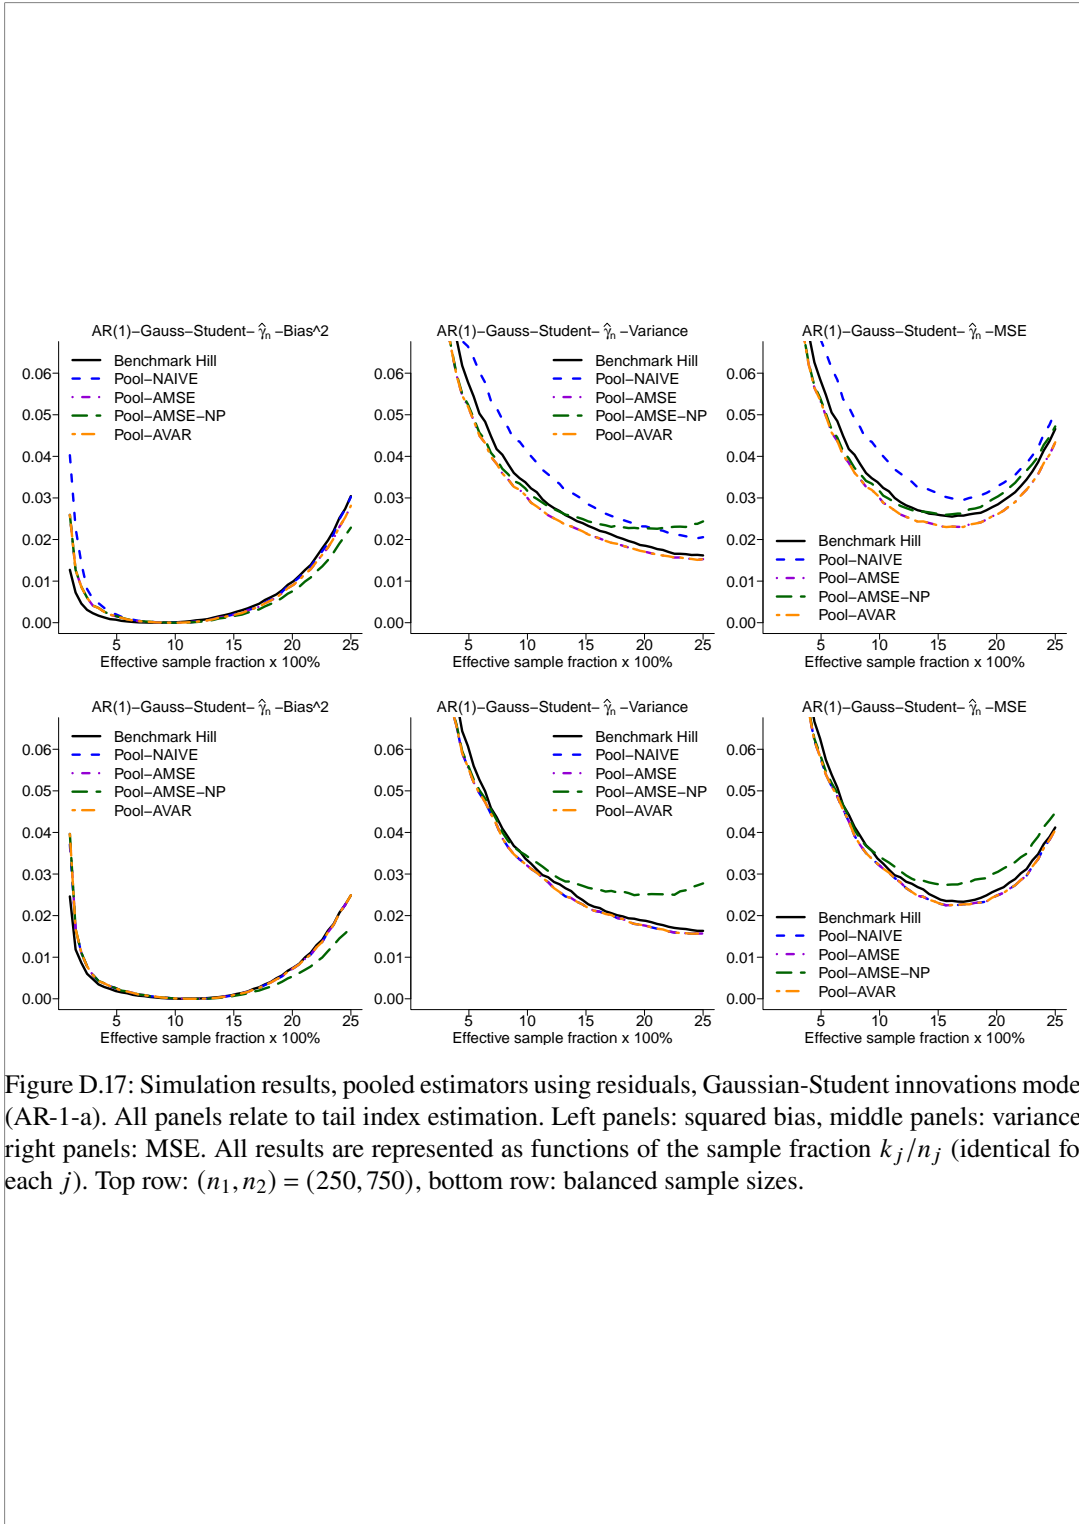 AR(1)−Gauss−Student− γ̂n −Bias^2
Benchmark Hill
Pool−NAIVE
Pool−AMSE
Pool−AMSE−NP
Pool−AVAR
0.06
0.05
0.04
0.03
0.02
0.01
0.00
5 10 15 20 25
Effective sample fraction x 100%
AR(1)−Gauss−Student− γ̂n −Variance
Benchmark Hill
Pool−NAIVE
Pool−AMSE
Pool−AMSE−NP
Pool−AVAR
0.06
0.05
0.04
0.03
0.02
0.01
0.00
5 10 15 20 25
Effective sample fraction x 100%
AR(1)−Gauss−Student− γ̂n −MSE
0.06
0.05
0.04
0.03
0.02
0.01
0.00
Benchmark Hill
Pool−NAIVE
Pool−AMSE
Pool−AMSE−NP
Pool−AVAR
5 10 15 20 25
Effective sample fraction x 100%
AR(1)−Gauss−Student− γ̂n −Bias^2
Benchmark Hill
Pool−NAIVE
Pool−AMSE
Pool−AMSE−NP
Pool−AVAR
0.06
0.05
0.04
0.03
0.02
0.01
0.00
5 10 15 20 25
Effective sample fraction x 100%
AR(1)−Gauss−Student− γ̂n −Variance
Benchmark Hill
Pool−NAIVE
Pool−AMSE
Pool−AMSE−NP
Pool−AVAR
0.06
0.05
0.04
0.03
0.02
0.01
0.00
5 10 15 20 25
Effective sample fraction x 100%
AR(1)−Gauss−Student− γ̂n −MSE
0.06
0.05
0.04
0.03
0.02
0.01
0.00
Benchmark Hill
Pool−NAIVE
Pool−AMSE
Pool−AMSE−NP
Pool−AVAR
5 10 15 20 25
Effective sample fraction x 100%
Figure D.17: Simulation results, pooled estimators using residuals, Gaussian-Student innovations mode
(AR-1-a). All panels relate to tail index estimation. Left panels: squared bias, middle panels: variance
right panels: MSE. All results are represented as functions of the sample fraction kj/nj (identical fo
each j). Top row: (n1, n2) = (250, 750), bottom row: balanced sample sizes.